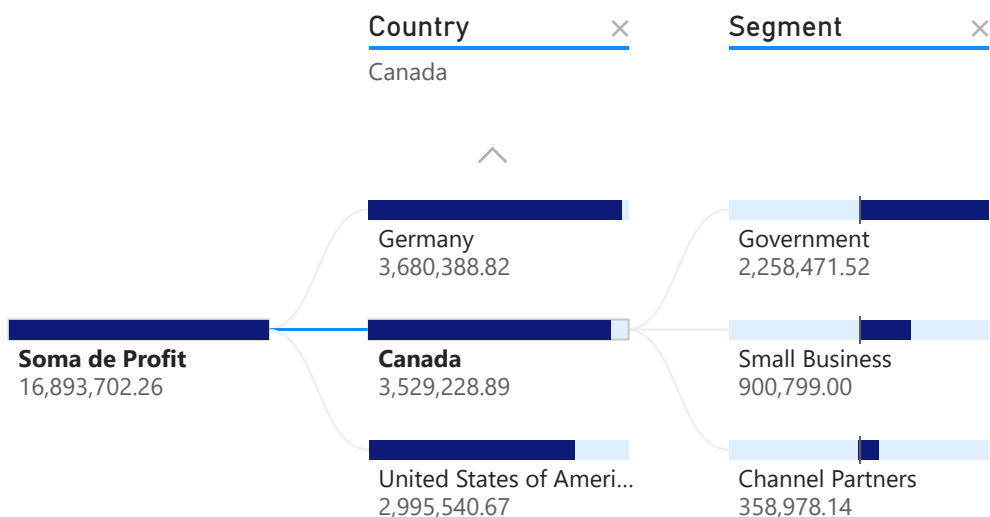 Country
Segment
Canada
Germany
3,680,388.82
Government
2,258,471.52
Soma de Profit
16,893,702.26
Canada
3,529,228.89
Small Business
900,799.00
United States of Ameri...
2,995,540.67
Channel Partners
358,978.14